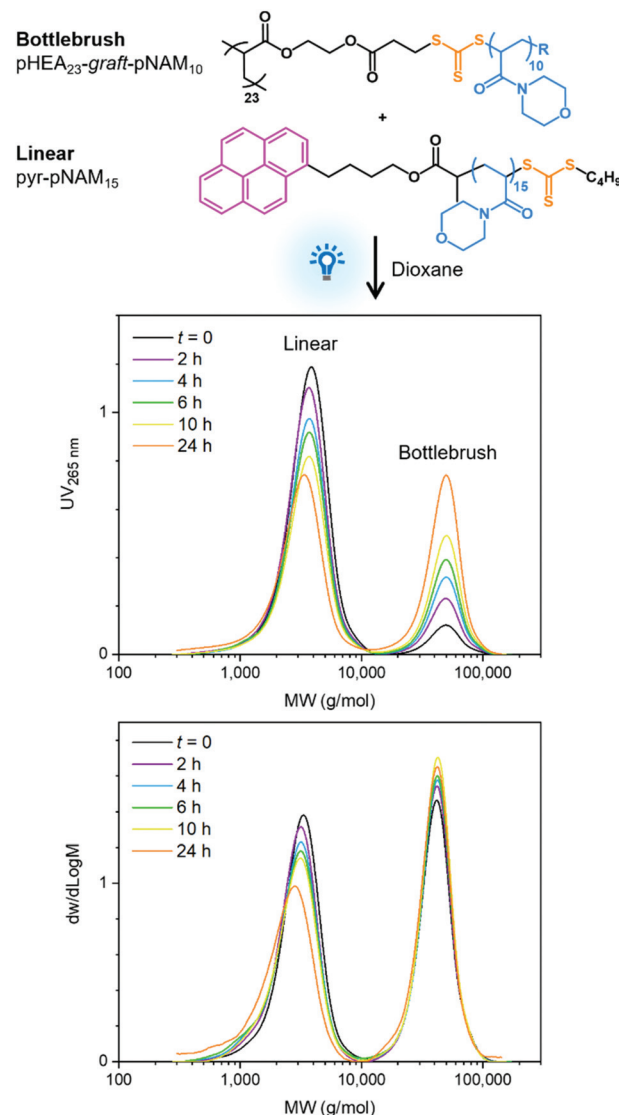 Bottlebrush
pHEA23-graft-pNAM10
O
O
O
O
S
S
S
10
R
23
O
N
O
+
Linear
pyr-pNAM15
O
O
15
S
S
C4H9
S
O
N
O
Dioxane
t = 0
2 h
4 h
6 h
10 h
24 h
Linear
Bottlebrush
UV265 nm
1
0
100
1,000
10,000
100,000
MW (g/mol)
t = 0
2 h
4 h
6 h
10 h
24 h
dw/dLogM
1
0
100
1,000
10,000
100,000
MW (g/mol)